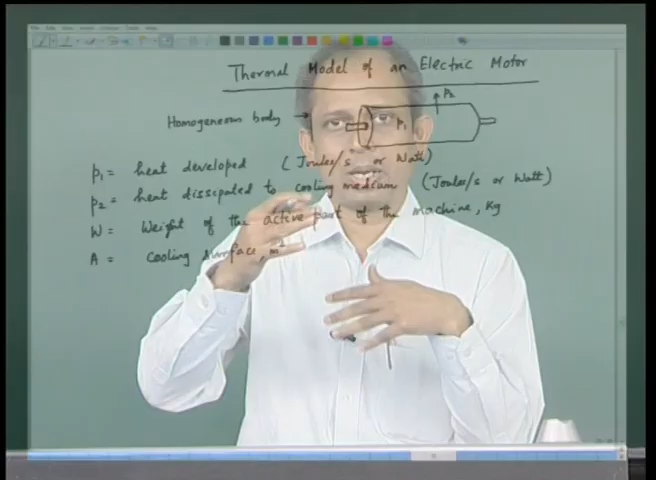 Thermal Model of an Electric Motor
P2
Homogeneous body → P1
P1 = heat developed (Joules/s or Watt)
P2 = heat dissipated to cooling medium (Joules/s or Watt)
W = Weight of the active part of the machine, Kg
A = Cooling surface, m²